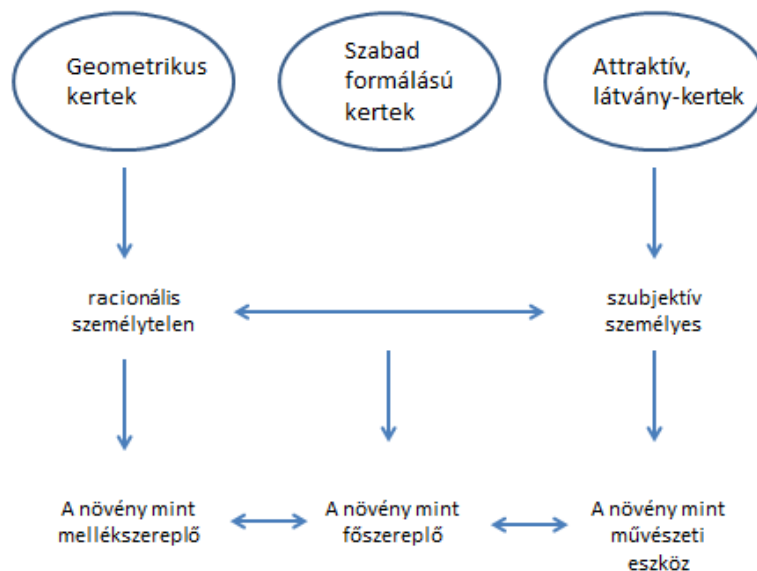 Geometrikus
kertek
Szabad
formálású
kertek
Attraktív,
látvány-kertek
racionális
személytelen
szubjektív
személyes
A növény mint
mellékszereplő
A növény mint
főszereplő
A növény mint
művészeti
eszköz